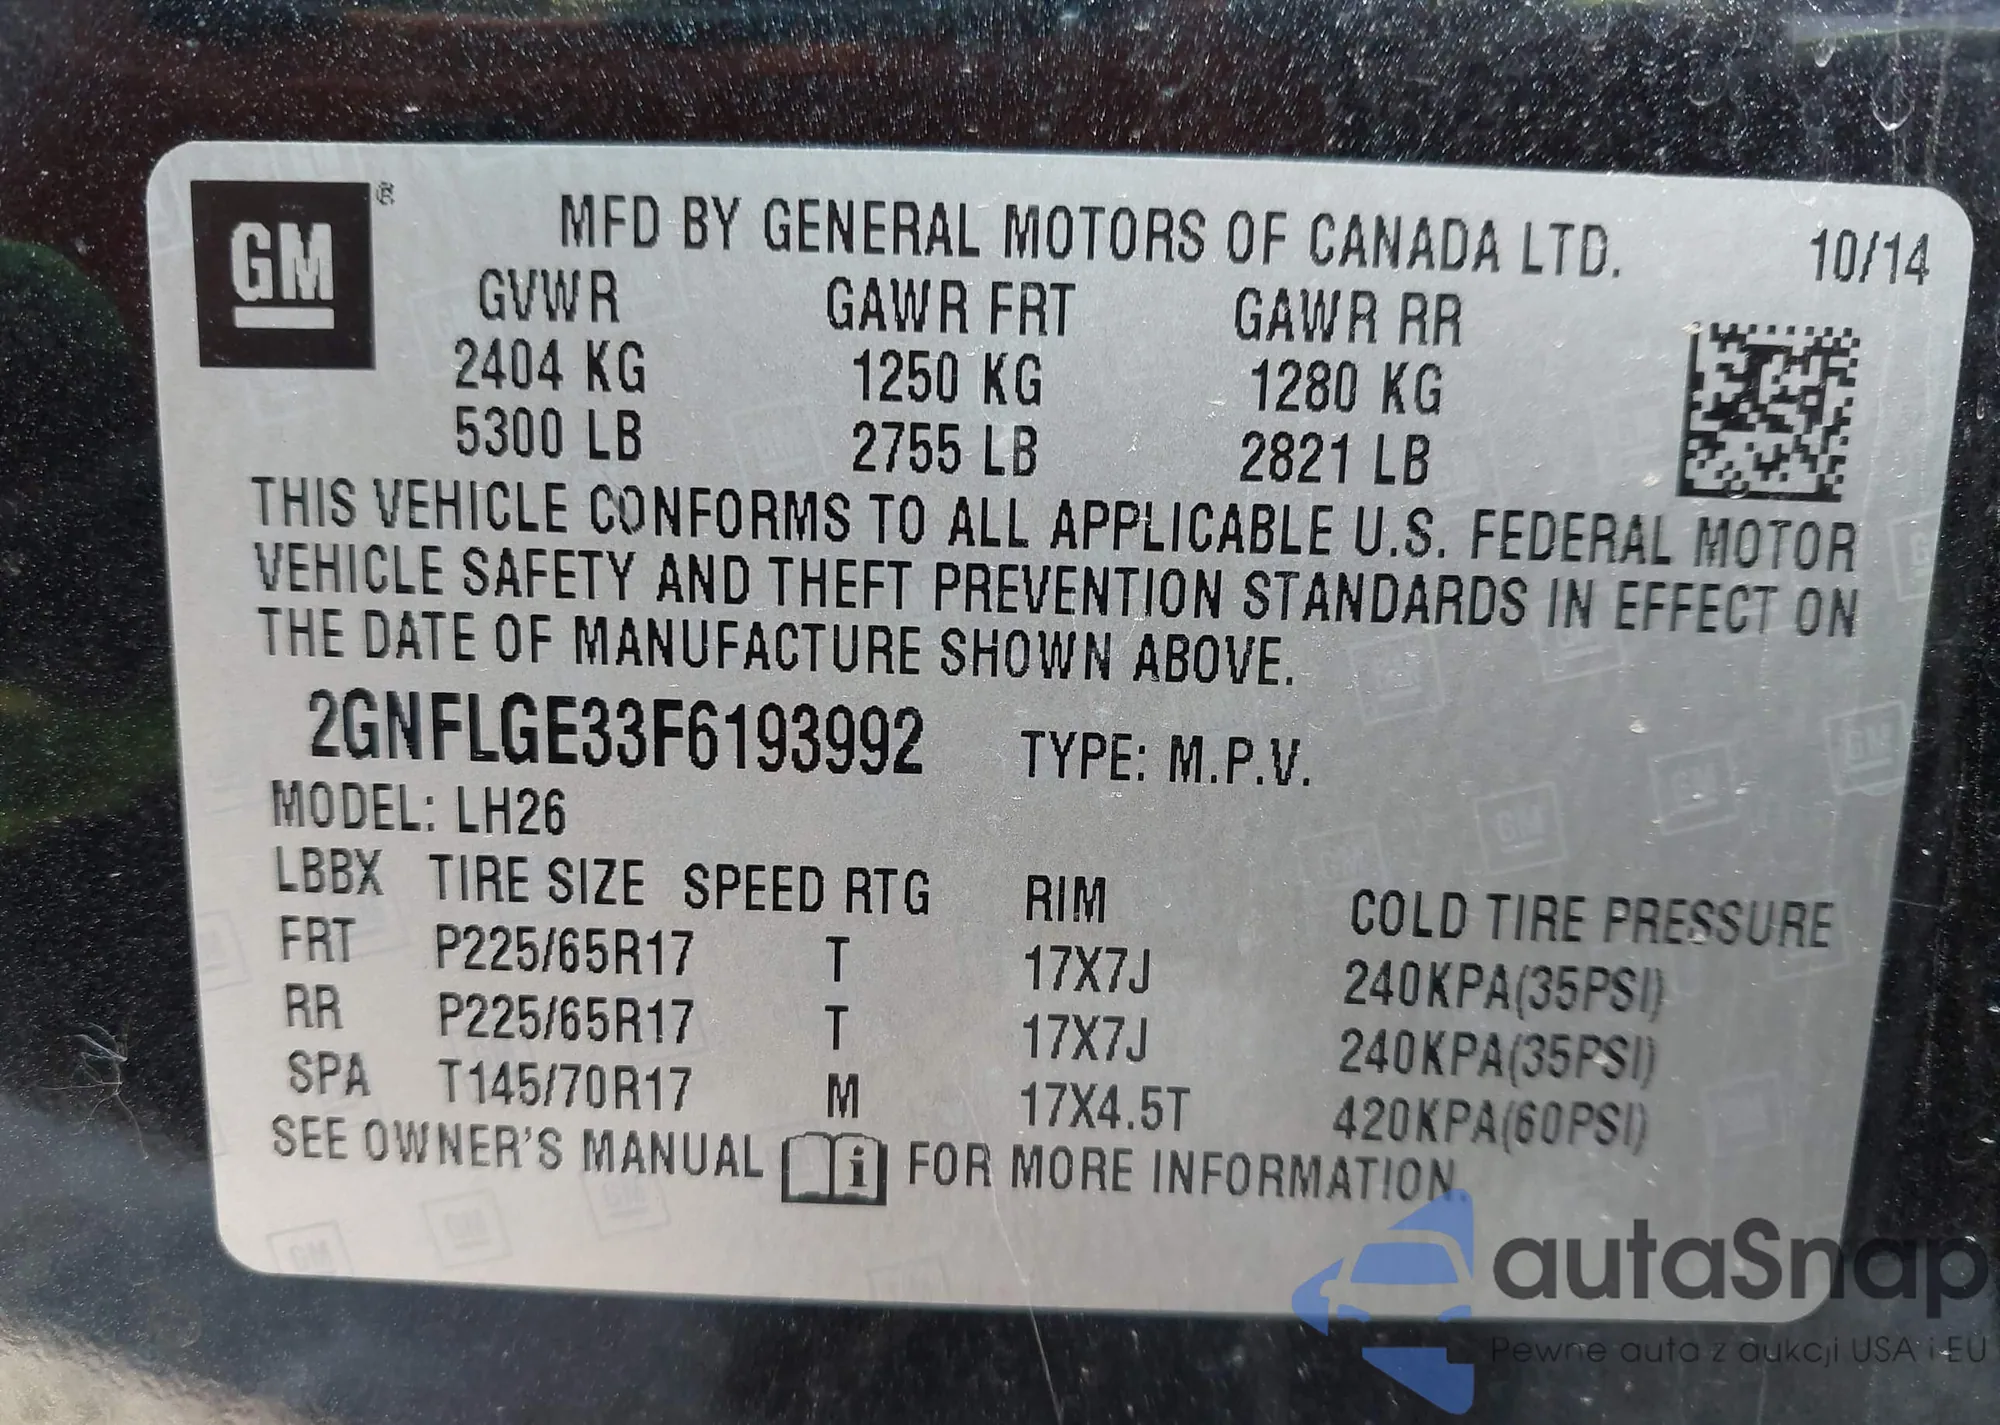 GM ®
MFD BY GENERAL MOTORS OF CANADA LTD. 10/14
GVWR GAWR FRT GAWR RR
2404 KG 1250 KG 1280 KG
5300 LB 2755 LB 2821 LB
THIS VEHICLE CONFORMS TO ALL APPLICABLE U.S. FEDERAL MOTOR
VEHICLE SAFETY AND THEFT PREVENTION STANDARDS IN EFFECT ON
THE DATE OF MANUFACTURE SHOWN ABOVE.
2GNFLGE33F6193992 TYPE: M.P.V.
MODEL: LH26
LBBX TIRE SIZE SPEED RTG RIM COLD TIRE PRESSURE
FRT P225/65R17 T 17X7J 240KPA(35PSI)
RR P225/65R17 T 17X7J 240KPA(35PSI)
SPA T145/70R17 M 17X4.5T 420KPA(60PSI)
SEE OWNER'S MANUAL i FOR MORE INFORMATION
autaSnap
Pewne auta z aukcji USA i EU